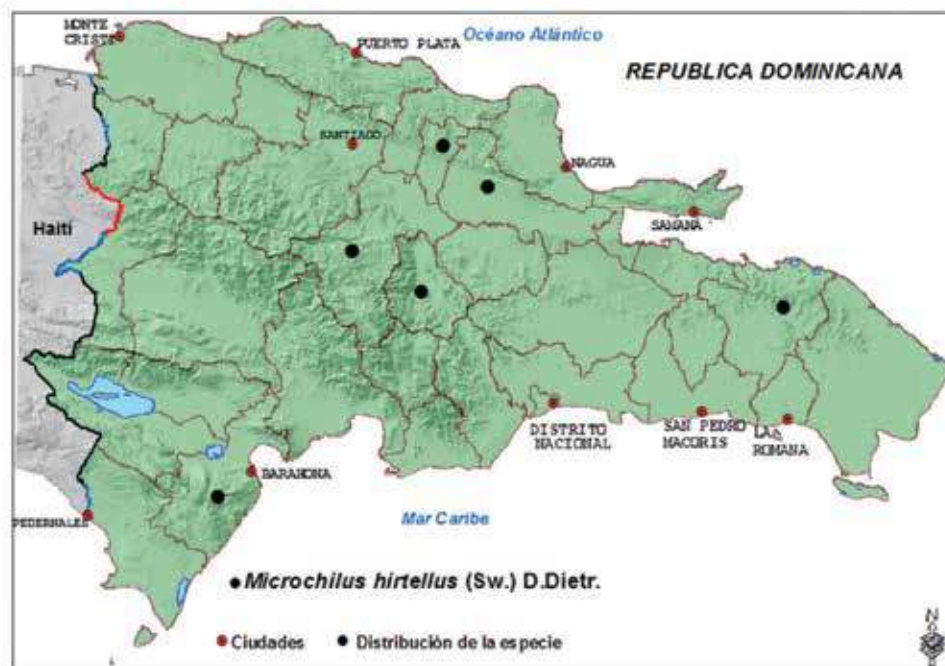 MONTE
CRISTI
PUERTO PLATA
Océano Atlántico
REPUBLICA DOMINICANA
SANTIAGO
NAGUA
SAMANA
Haití
DISTRITO
NACIONAL
SAN PEDRO
MACORIS
LA
ROMANA
BARAHONA
PEDERNALES
Mar Caribe
Microchilus hirtellus (Sw.) D.Dietr.
Ciudades
Distribución de la especie
N